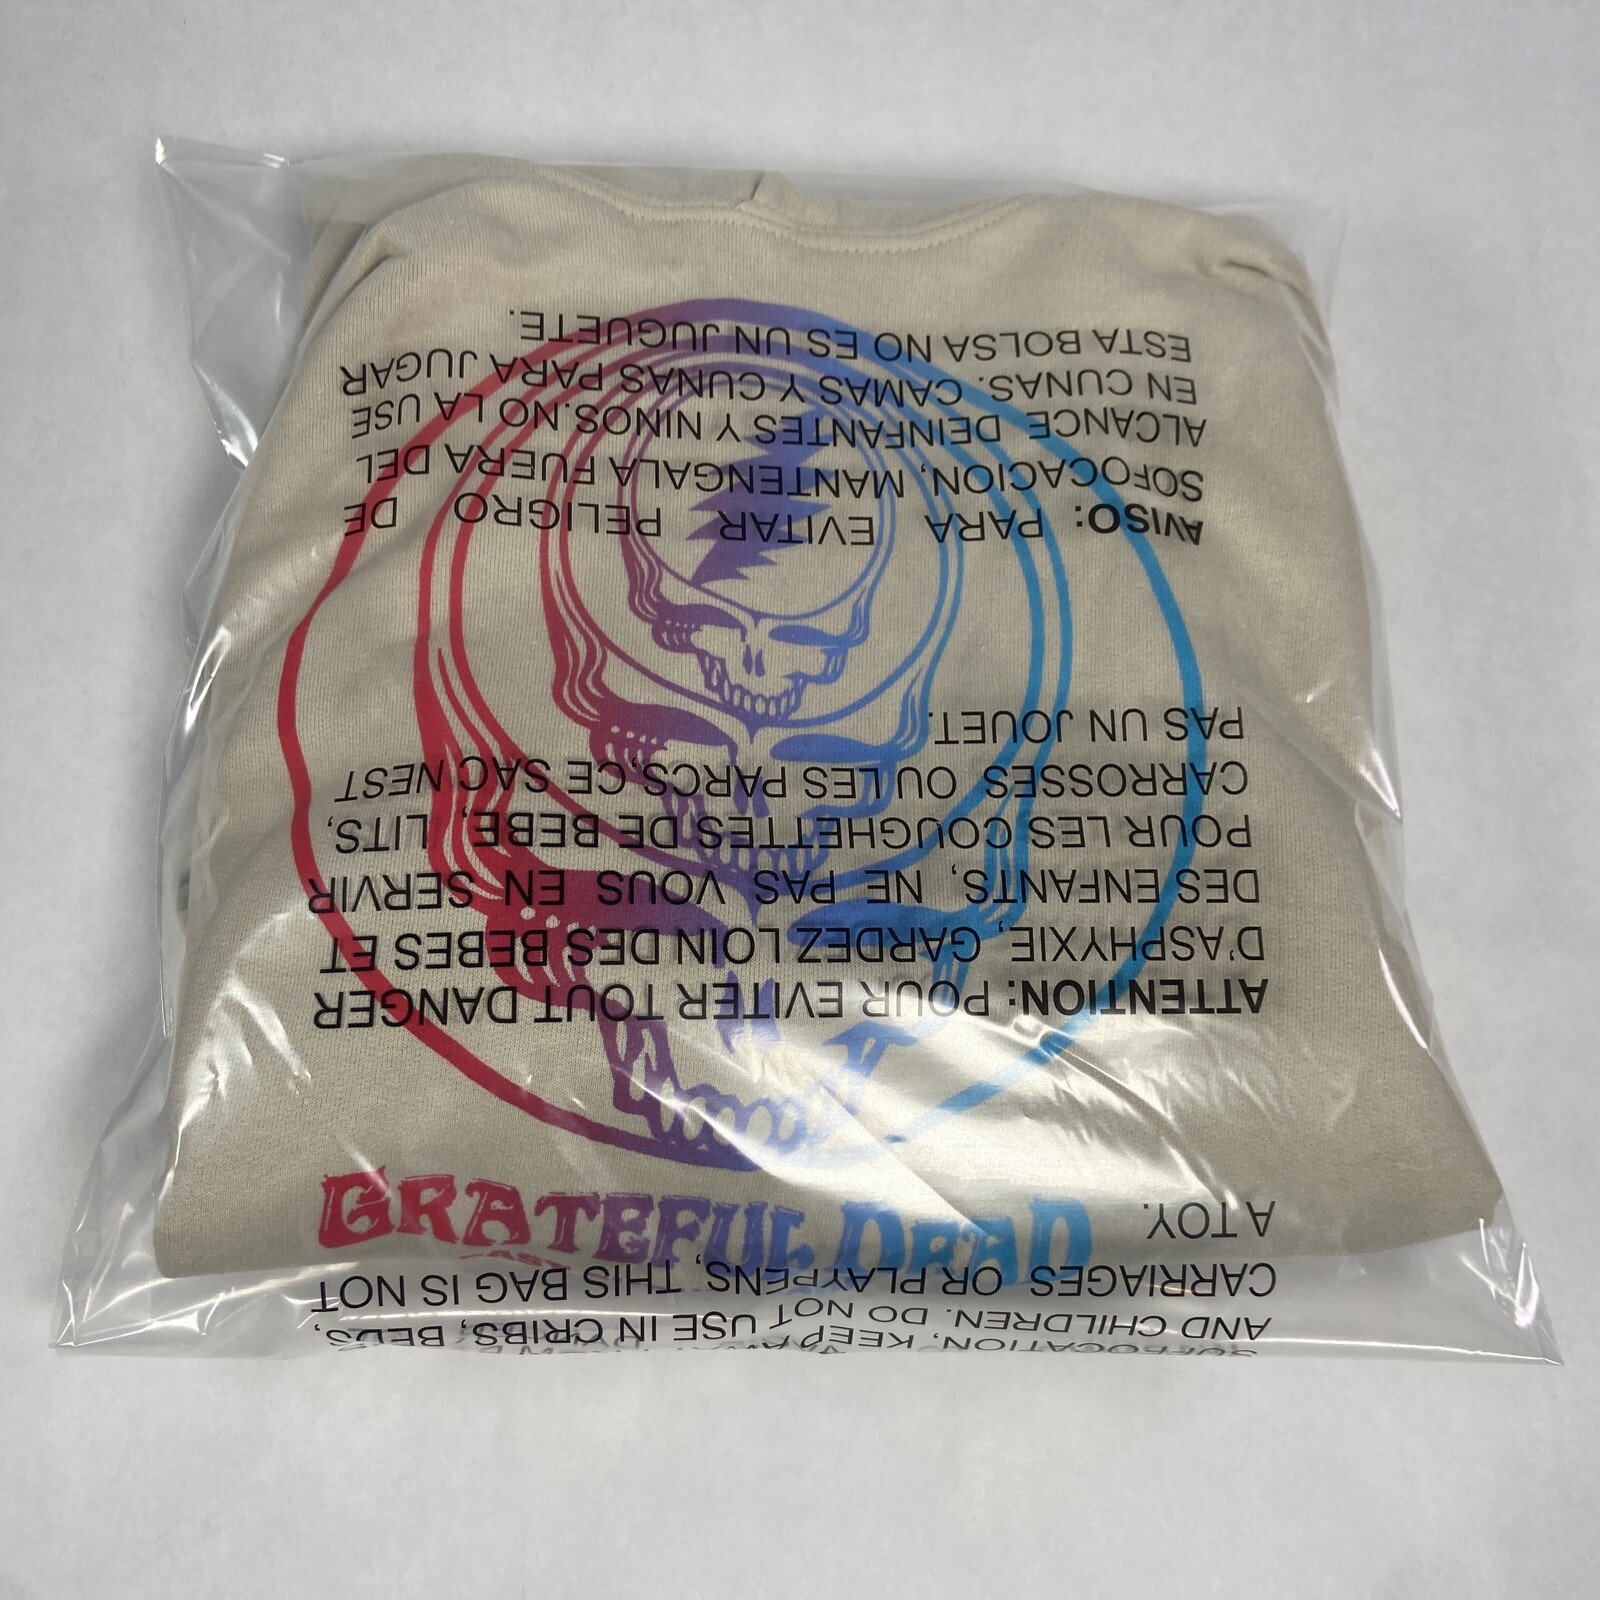 GRATEFUL DEAD
SUFFOCATION, KEEP
AND CHILDREN. DO NOT USE IN CRIBS, BEDS,
CARRIAGES OR PLAYPENS, THIS BAG IS NOT
A TOY.
ATTENTION: POUR EVITER TOUT DANGER
D'ASPHYXIE, GARDEZ LOIN DES BEBES ET
DES ENFANTS, NE PAS VOUS EN SERVIR
POUR LES COUGHETTES DE BEBE, LITS,
CARROSSES OU LES PARCS,CE SAC NEST
PAS UN JOUET.
AVISO: PARA EVITAR PELIGRO DE
SOFOCACION, MANTENGALA FUERA DEL
ALCANCE DEINFANTES Y NINOS.NO LA USE
EN CUNAS. CAMAS Y CUNAS PARA JUGAR
ESTA BOLSA NO ES UN JUGUETE.